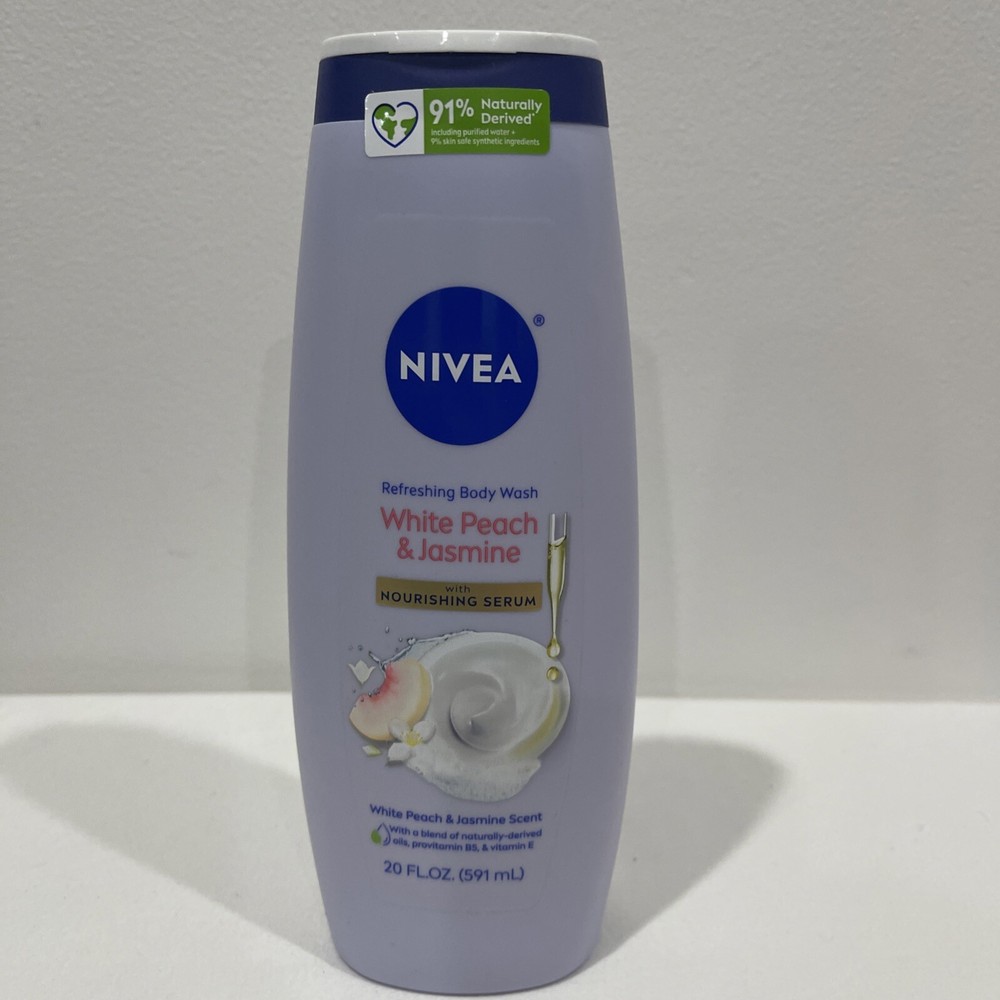 91% Naturally
Derived*
including purified water +
9% skin safe synthetic ingredients
NIVEA®
Refreshing Body Wash
White Peach
& Jasmine
with
NOURISHING SERUM
White Peach & Jasmine Scent
With a blend of naturally-derived
oils, provitamin B5, & vitamin E
20 FL.OZ. (591 mL)